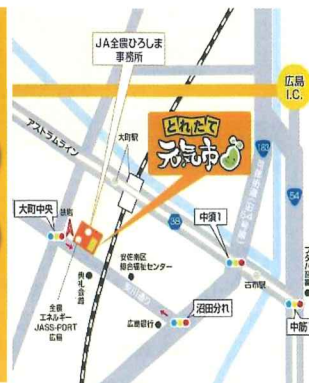 JA全農ひろしま
事務所
広島
I.C.
とれたて
元気市
アストラムライン
大町駅
183
54
大町中央
38
中須1
安佐南区
総合福祉センター
古市駅
全農
エネルギー
JASS-PORT
広島
広島銀行
沼田分れ
中筋